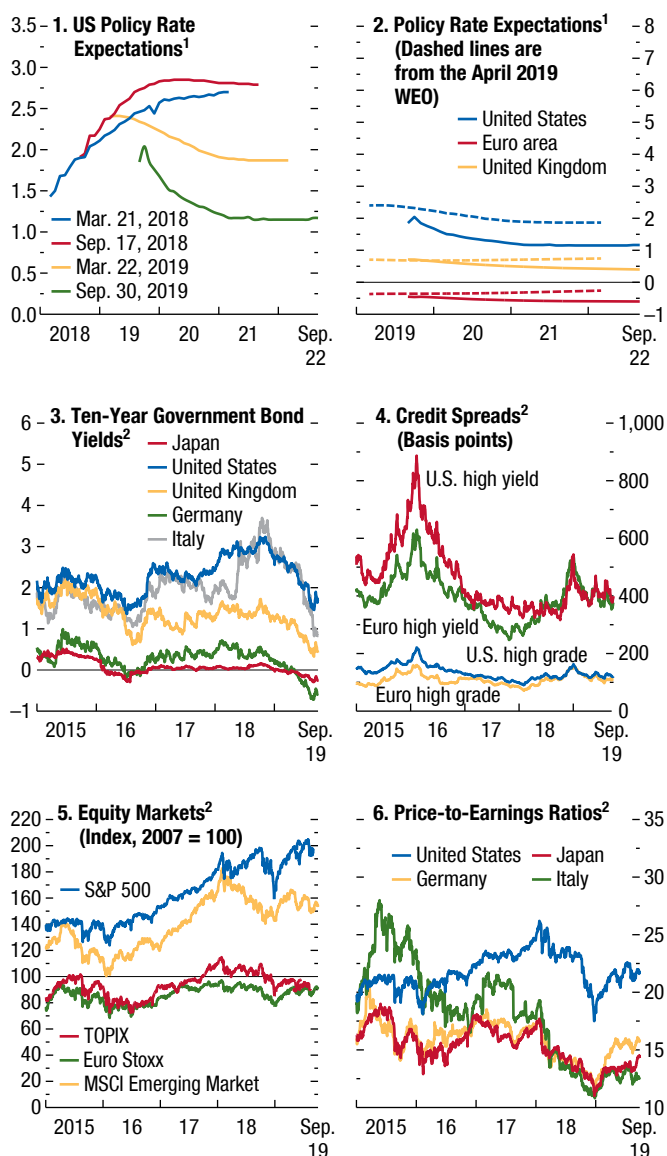 1. US Policy Rate
Expectations1
3.5
3.0
2.5
2.0
1.5
1.0
0.5
0.0
Mar. 21, 2018
Sep. 17, 2018
Mar. 22, 2019
Sep. 30, 2019
2018
19
20
21
Sep.
22
2. Policy Rate Expectations1
(Dashed lines are
from the April 2019
WEO)
United States
Euro area
United Kingdom
8
7
6
5
4
3
2
1
0
–1
2019
20
21
Sep.
22
3. Ten-Year Government Bond
Yields2
Japan
United States
United Kingdom
Germany
Italy
6
5
4
3
2
1
0
–1
2015
16
17
18
Sep.
19
4. Credit Spreads2
(Basis points)
U.S. high yield
Euro high yield
U.S. high grade
Euro high grade
1,000
800
600
400
200
0
2015
16
17
18
Sep.
19
5. Equity Markets2
(Index, 2007 = 100)
S&P 500
TOPIX
Euro Stoxx
MSCI Emerging Market
220
200
180
160
140
120
100
80
60
40
20
0
2015
16
17
18
Sep.
19
6. Price-to-Earnings Ratios2
United States
Japan
Germany
Italy
35
30
25
20
15
10
2015
16
17
18
Sep.
19